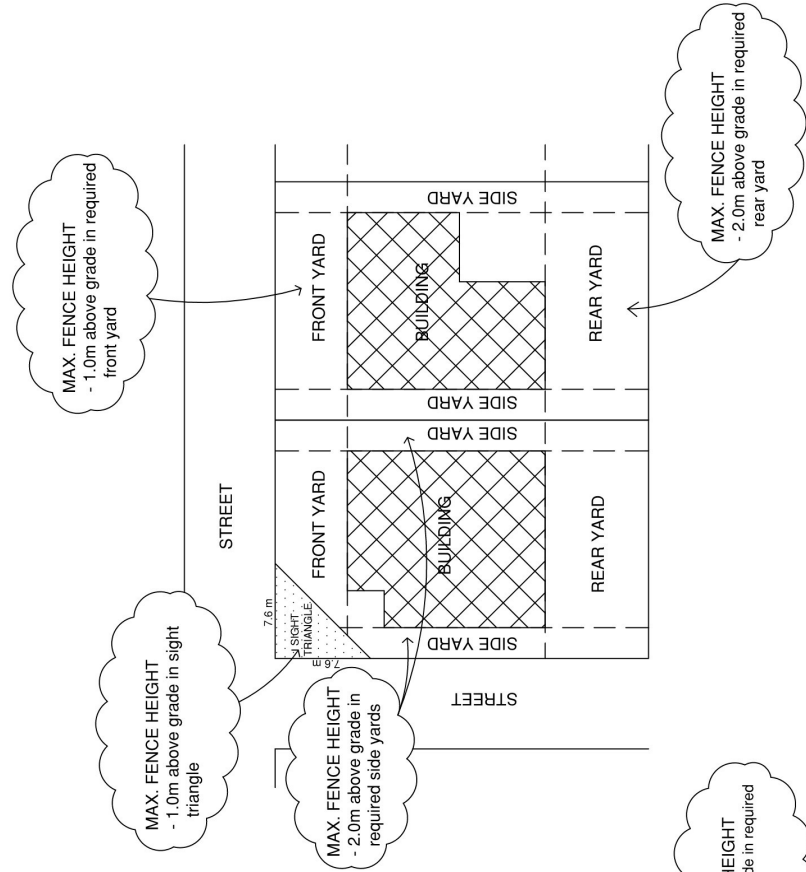 MAX. FENCE HEIGHT
- 1.0m above grade in required
front yard
MAX. FENCE HEIGHT
- 1.0m above grade in sight
triangle
MAX. FENCE HEIGHT
- 2.0m above grade in
required side yards
MAX. FENCE HEIGHT
- 2.0m above grade in required
rear yard
STREET
STREET
7.6 m
7.6 m
SIGHT
TRIANGLE
FRONT YARD
FRONT YARD
SIDE YARD
BUILDING
SIDE YARD
SIDE YARD
BUILDING
SIDE YARD
REAR YARD
REAR YARD
HEIGHT
de in required